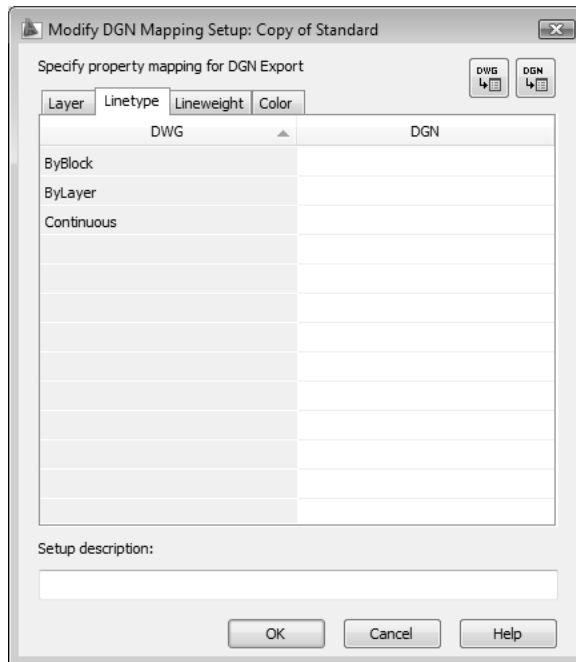 Modify DGN Mapping Setup: Copy of Standard
Specify property mapping for DGN Export
DWG DGN
Layer Linetype Lineweight Color
DWG DGN
ByBlock
ByLayer
Continuous
Setup description:
OK Cancel Help